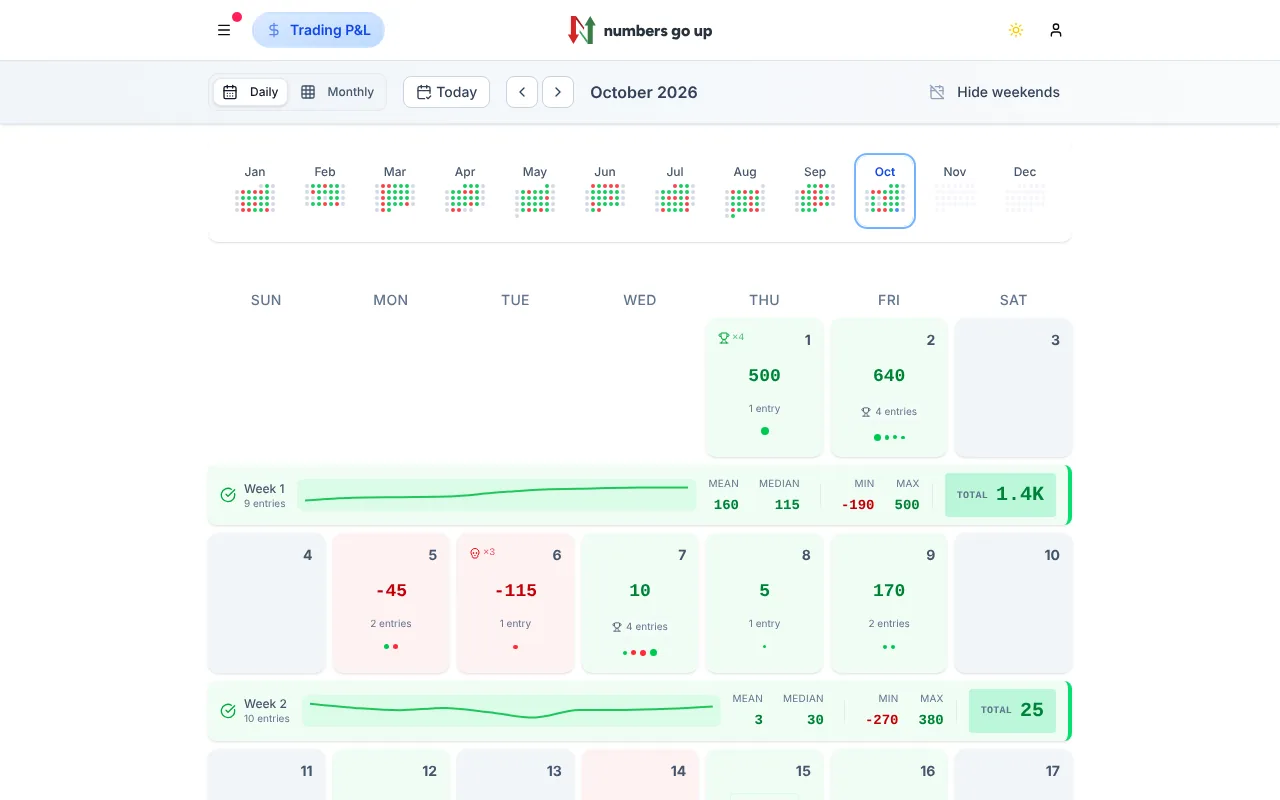 Trading P&L
numbers go up
Daily
Monthly
Today
October 2026
Hide weekends
Jan
Feb
Mar
Apr
May
Jun
Jul
Aug
Sep
Oct
Nov
Dec
SUN
MON
TUE
WED
THU
FRI
SAT
×4
1
500
1 entry
2
640
4 entries
3
Week 1
9 entries
MEAN
160
MEDIAN
115
MIN
-190
MAX
500
TOTAL 1.4K
4
5
-45
2 entries
×3
6
-115
1 entry
7
10
4 entries
8
5
1 entry
9
170
2 entries
10
Week 2
10 entries
MEAN
3
MEDIAN
30
MIN
-270
MAX
380
TOTAL 25
11
12
13
14
15
16
17